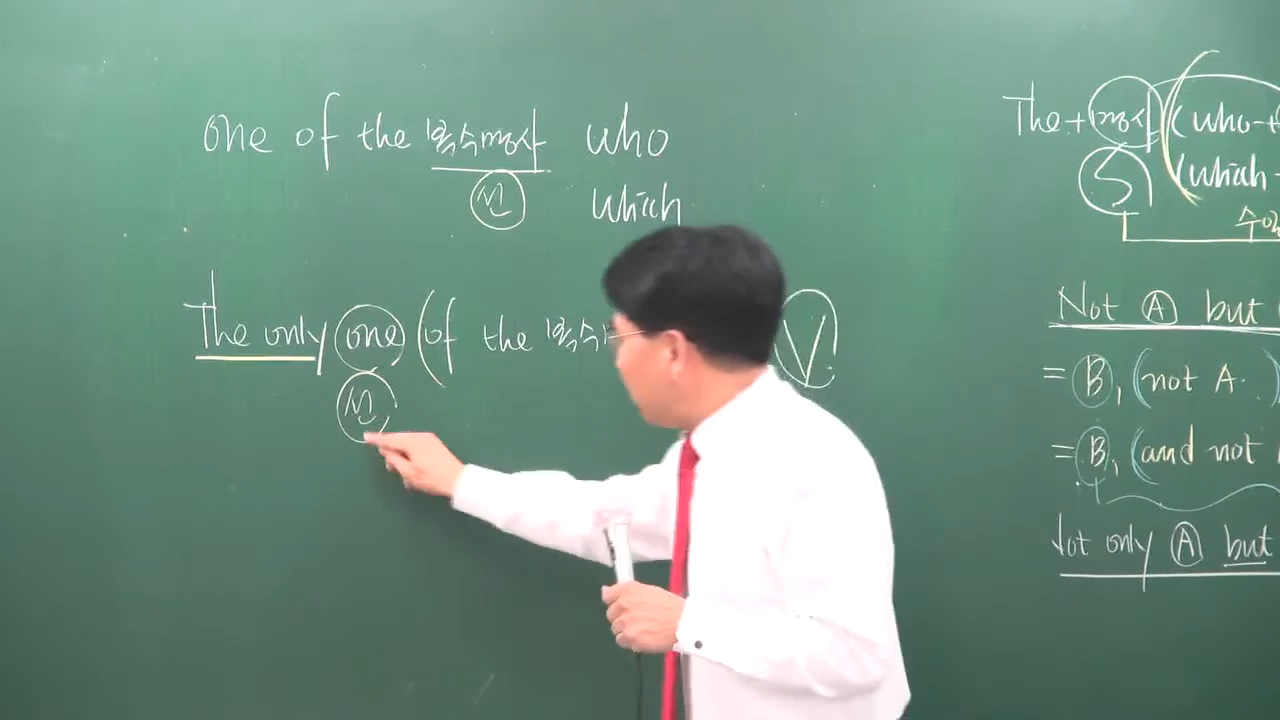 one of the 복수명사 who
선 which
The only one (of the 복수 V
선
The + 명사 (who
S (which
Not A but
= B, (not A.)
= B, (and not
Not only A but